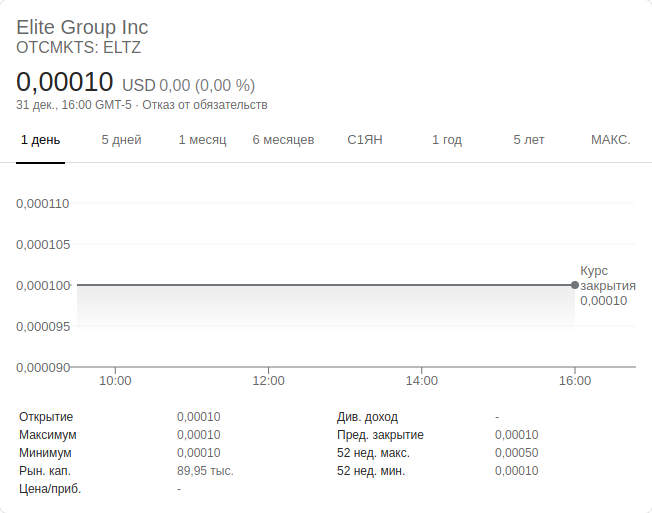 Elite Group Inc
OTCMKTS: ELTZ
0,00010 USD 0,00 (0,00 %)
31 дек., 16:00 GMT-5 · Отказ от обязательств
1 день 5 дней 1 месяц 6 месяцев С1ЯН 1 год 5 лет МАКС.
0,000110
0,000105
0,000100
0,000095
0,000090
Курс
закрытия
0,00010
10:00 12:00 14:00 16:00
Открытие 0,00010 Див. доход -
Максимум 0,00010 Пред. закрытие 0,00010
Минимум 0,00010 52 нед. макс. 0,00050
Рын. кап. 89,95 тыс. 52 нед. мин. 0,00010
Цена/приб. -